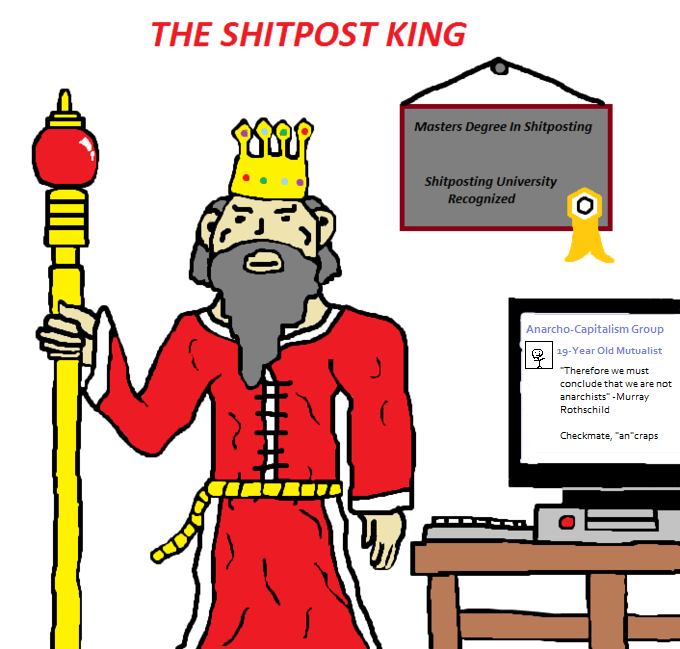 THE SHITPOST KING
Masters Degree In Shitposting
Shitposting University
Recognized
Anarcho-Capitalism Group
19-Year Old Mutualist
"Therefore we must
conclude that we are not
anarchists" -Murray
Rothschild
Checkmate, "an"craps